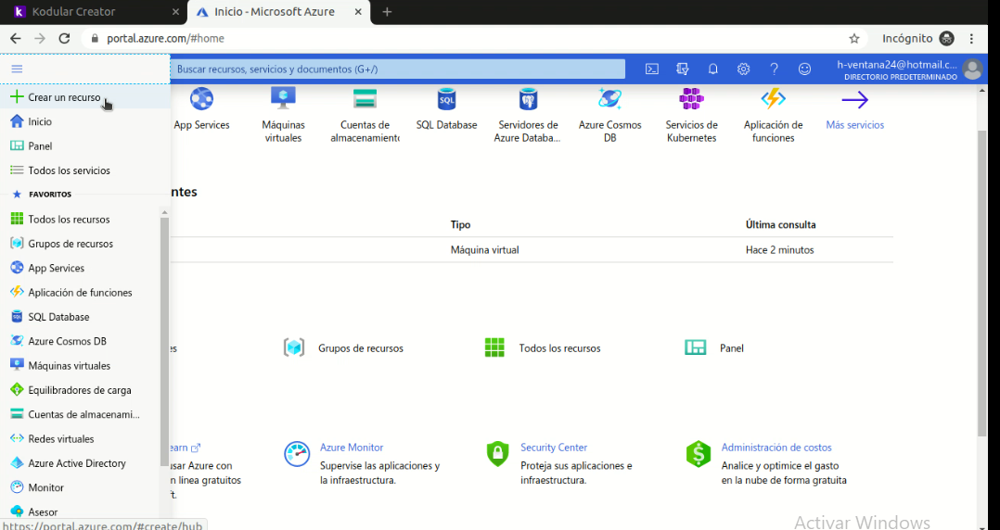 Kodular Creator
Inicio - Microsoft Azure
portal.azure.com/#home
Incógnito
Buscar recursos, servicios y documentos (G+/)
h-ventana24@hotmail.c...
DIRECTORIO PREDETERMINADO
Crear un recurso
Inicio
Panel
Todos los servicios
FAVORITOS
Todos los recursos
Grupos de recursos
App Services
Aplicación de funciones
SQL Database
Azure Cosmos DB
Máquinas virtuales
Equilibradores de carga
Cuentas de almacenami...
Redes virtuales
Azure Active Directory
Monitor
Asesor
https://portal.azure.com/#create/hub
App Services
Máquinas
virtuales
Cuentas de
almacenamient
SQL Database
SQL
Servidores de
Azure Databa...
Azure Cosmos
DB
Servicios de
Kubernetes
Aplicación de
funciones
Más servicios
ntes
Tipo
Última consulta
Máquina virtual
Hace 2 minutos
es
Grupos de recursos
Todos los recursos
Panel
earn
usar Azure con
n línea gratuitos
ft.
Azure Monitor
Supervise las aplicaciones y
la infraestructura.
Security Center
Proteja sus aplicaciones e
infraestructura.
Administración de costos
Analice y optimice el gasto
en la nube de forma gratuita
Activar Windows